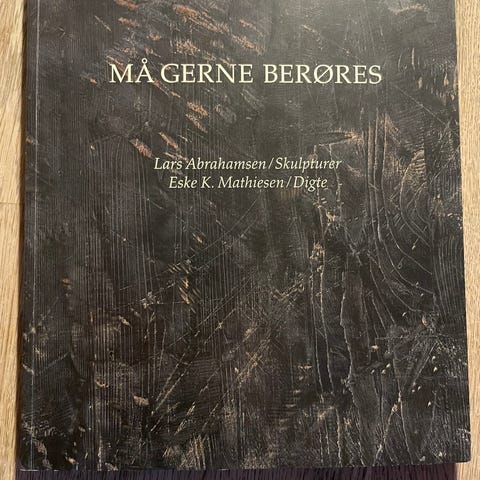 MÅ GERNE BERØRES
Lars Abrahamsen/Skulpturer
Eske K. Mathiesen/Digte